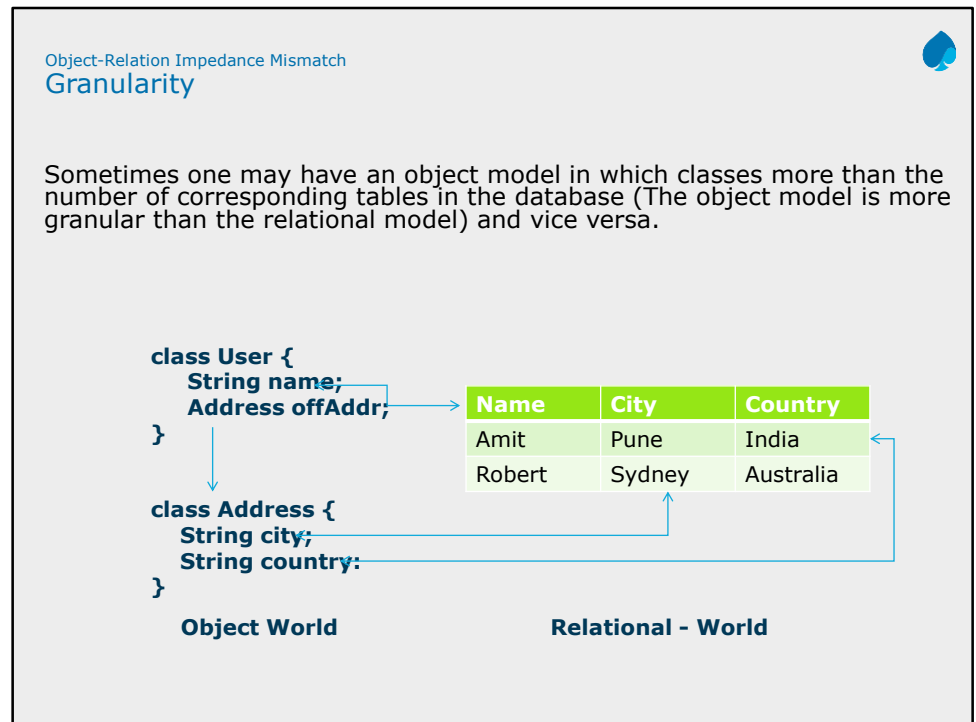 Object-Relation Impedance Mismatch
Granularity
Sometimes one may have an object model in which classes more than the
number of corresponding tables in the database (The object model is more
granular than the relational model) and vice versa.
class User {
String name;
Address offAddr;
}
Name City Country
Amit Pune India
Robert Sydney Australia
class Address {
String city;
String country:
}
Object World
Relational - World